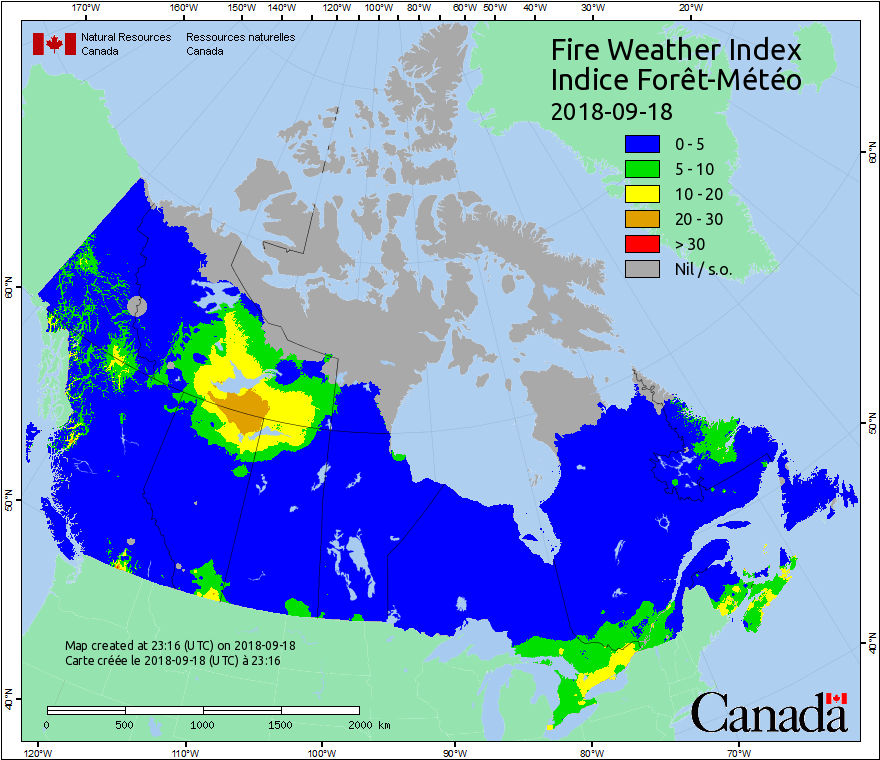 170°W 160°W 150°W 140°W 120°W 100°W 80°W 60°W 50°W 40°W 30°W 20°W
Natural Resources Ressources naturelles
Canada Canada
Fire Weather Index
Indice Forêt-Météo
2018-09-18
0 - 5
5 - 10
10 - 20
20 - 30
> 30
Nil / s.o.
60°N
60°N
50°N
50°N
40°N
40°N
Map created at 23:16 (UTC) on 2018-09-18
Carte créée le 2018-09-18 (UTC) à 23:16
0 500 1000 1500 2000 km
Canada
120°W 110°W 100°W 90°W 80°W 70°W